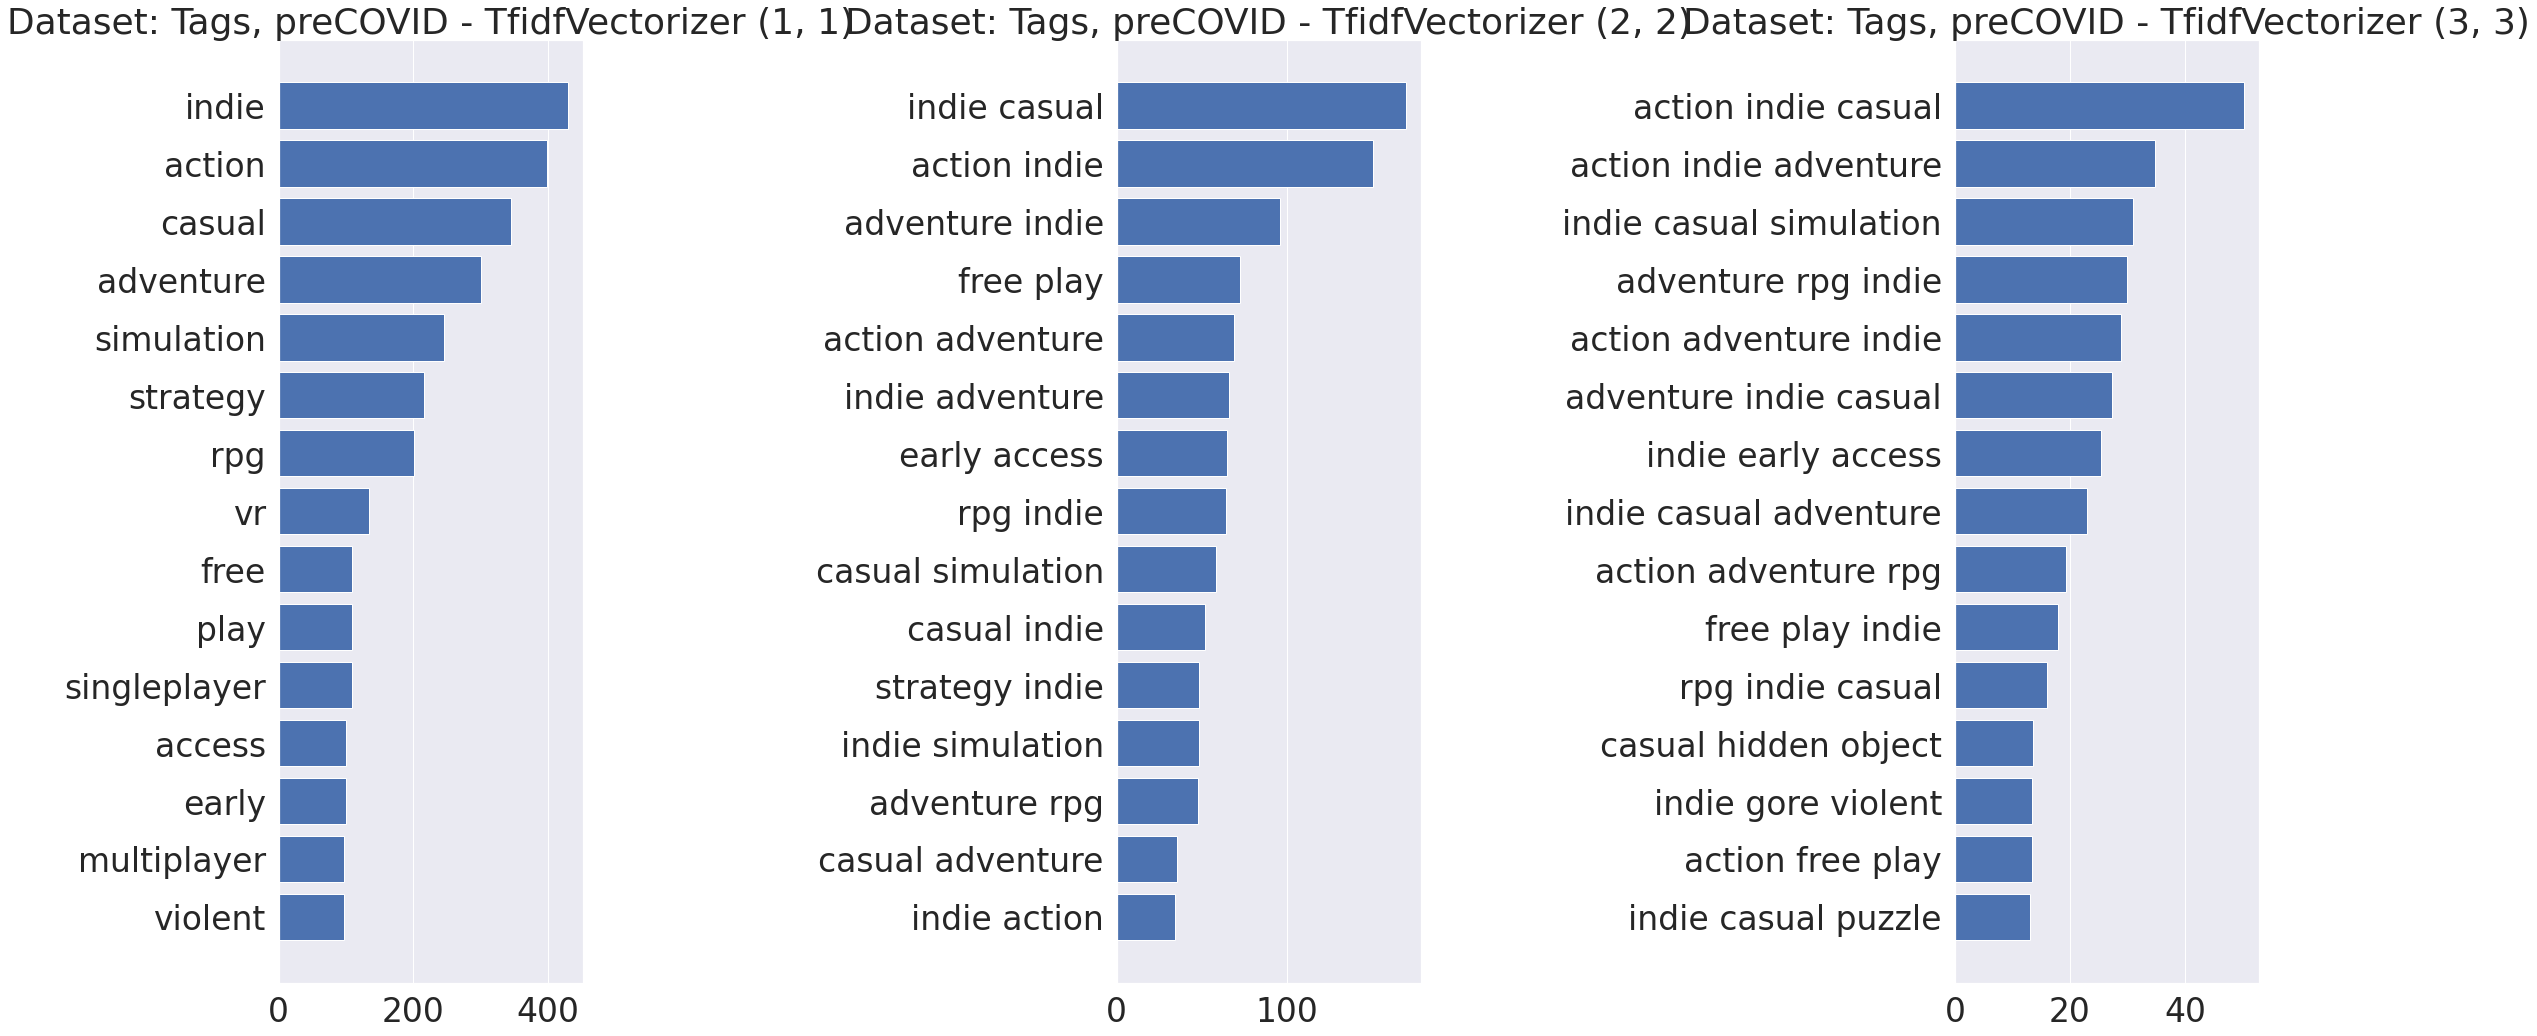 Dataset: Tags, preCOVID - TfidfVectorizer (1, 1)
indie
action
casual
adventure
simulation
strategy
rpg
vr
free
play
singleplayer
access
early
multiplayer
violent
0 200 400
Dataset: Tags, preCOVID - TfidfVectorizer (2, 2)
indie casual
action indie
adventure indie
free play
action adventure
indie adventure
early access
rpg indie
casual simulation
casual indie
strategy indie
indie simulation
adventure rpg
casual adventure
indie action
0 100
Dataset: Tags, preCOVID - TfidfVectorizer (3, 3)
action indie casual
action indie adventure
indie casual simulation
adventure rpg indie
action adventure indie
adventure indie casual
indie early access
indie casual adventure
action adventure rpg
free play indie
rpg indie casual
casual hidden object
indie gore violent
action free play
indie casual puzzle
0 20 40